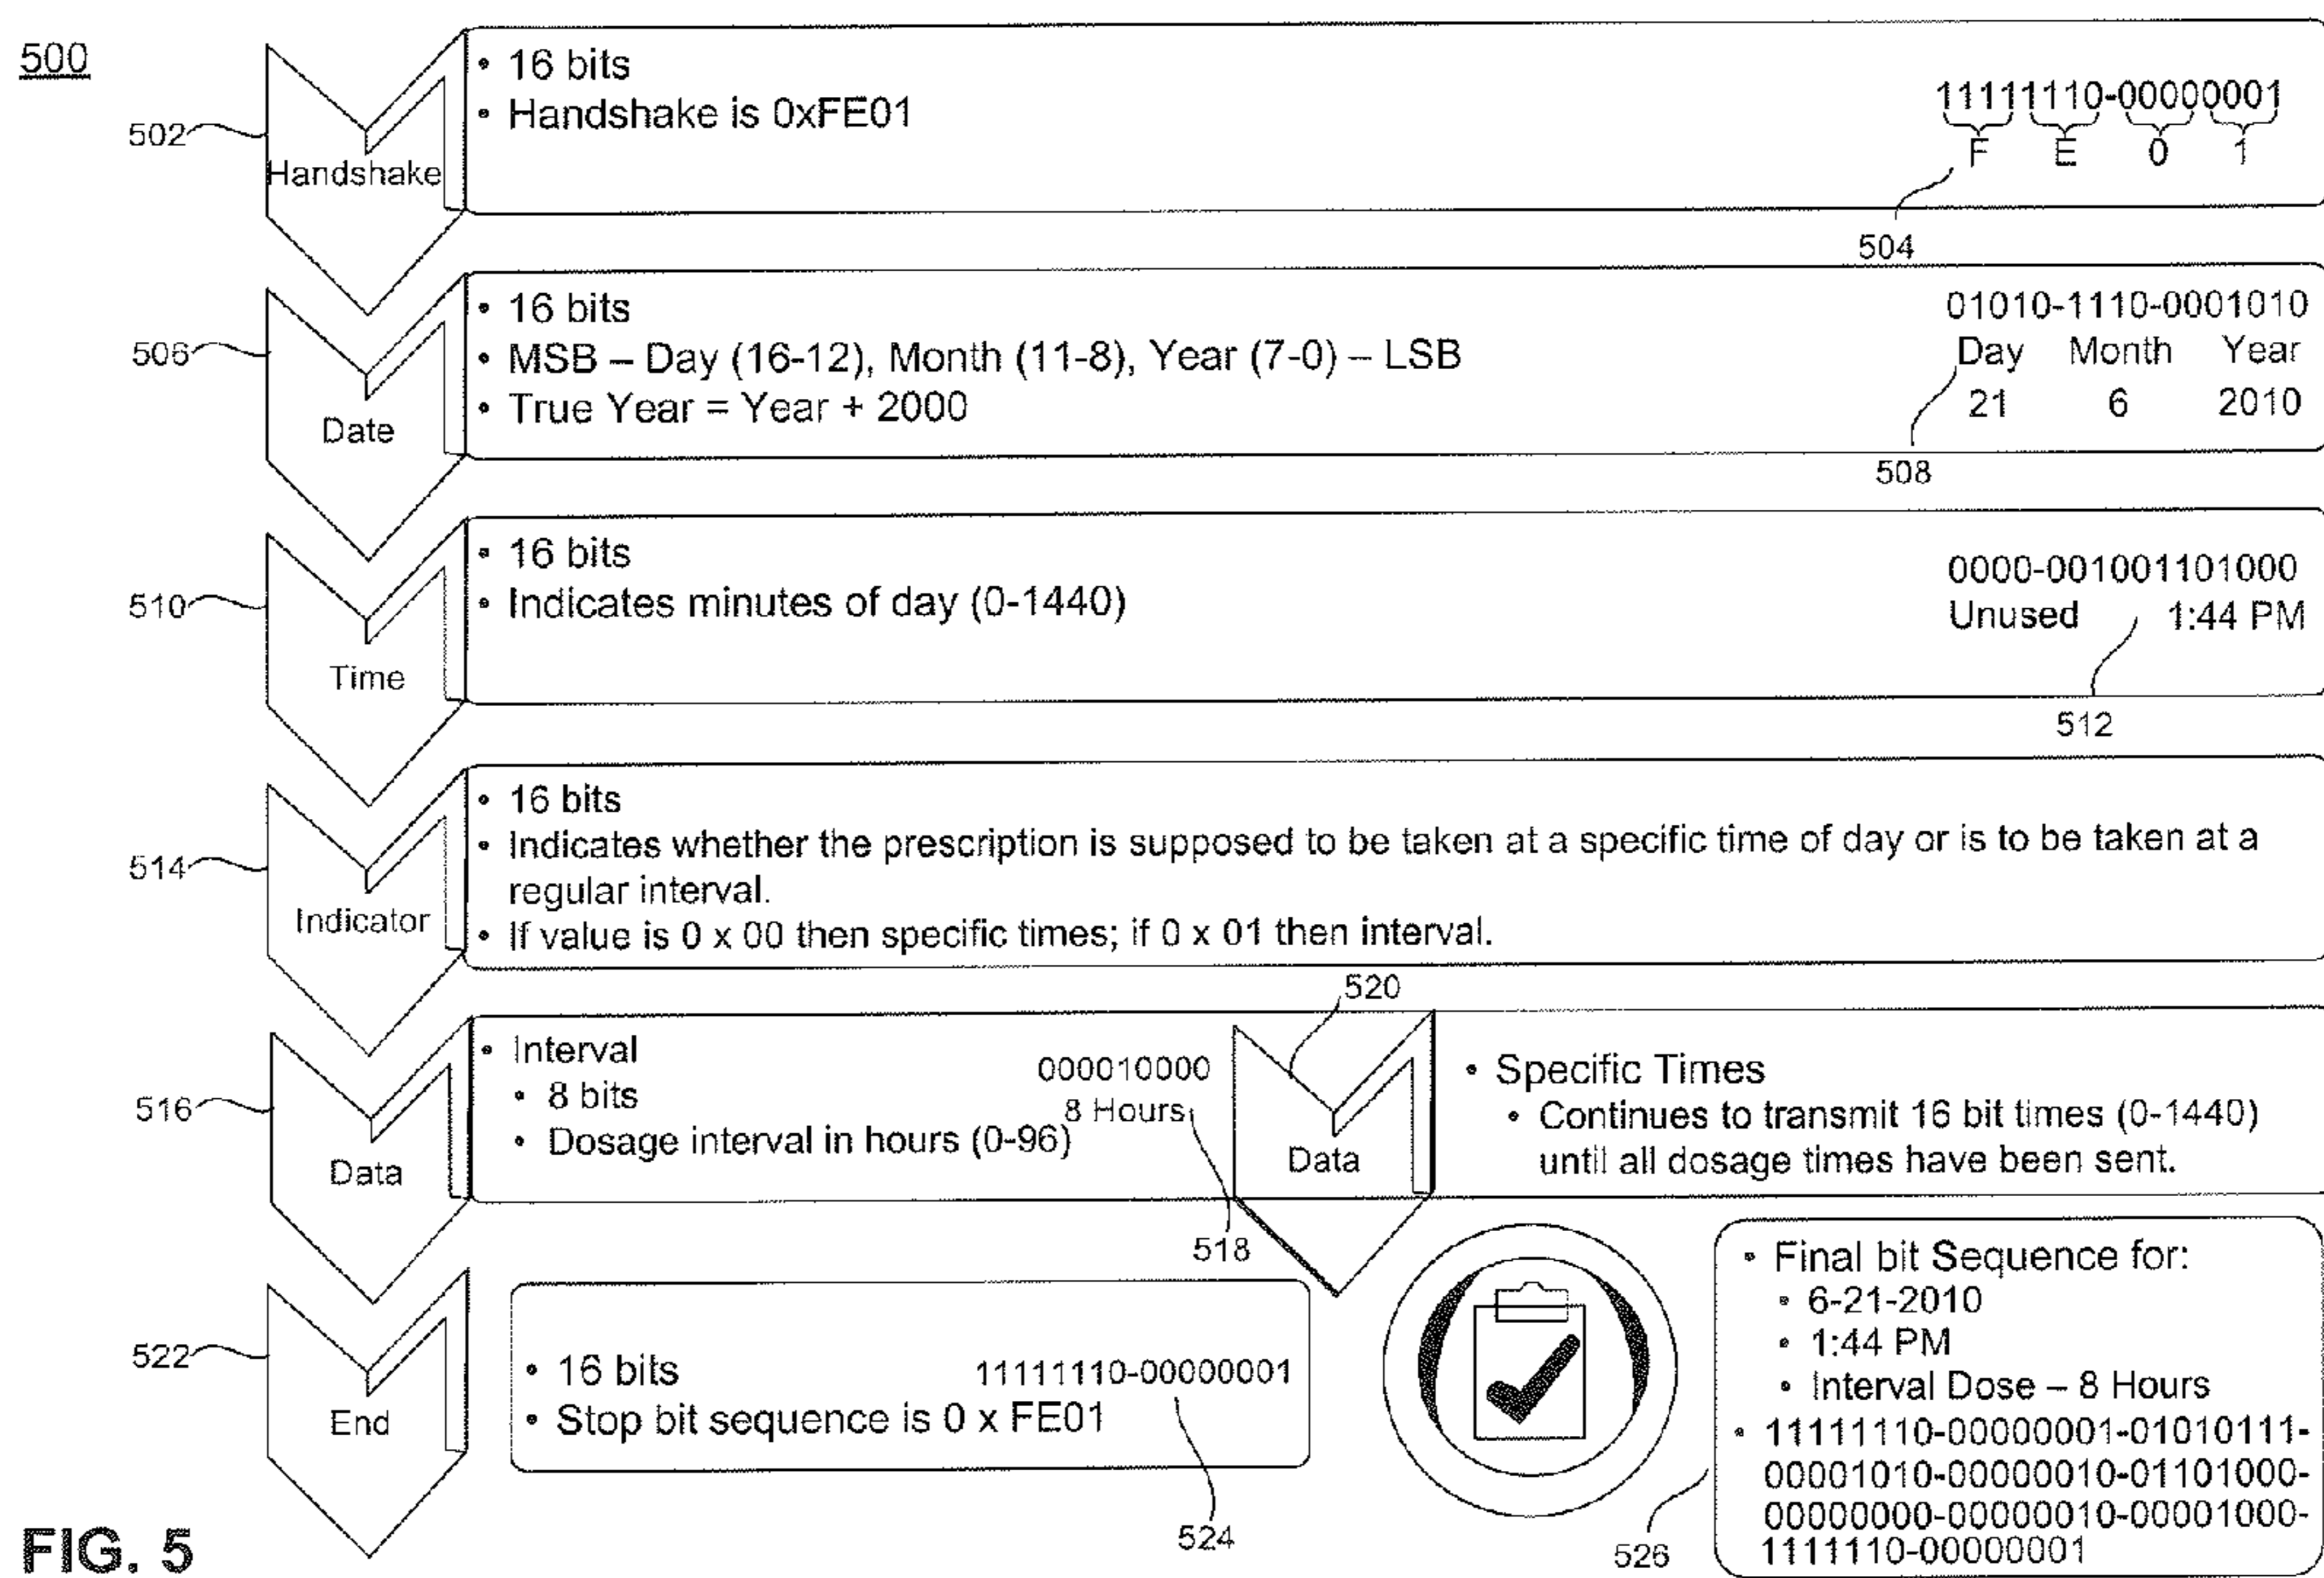 500
502
Handshake
• 16 bits
• Handshake is 0xFE01
11111110-00000001
F E 0 1
504
506
Date
• 16 bits
• MSB – Day (16-12), Month (11-8), Year (7-0) – LSB
• True Year = Year + 2000
01010-1110-0001010
Day Month Year
21 6 2010
508
510
Time
• 16 bits
• Indicates minutes of day (0-1440)
0000-001001101000
Unused 1:44 PM
512
514
Indicator
• 16 bits
• Indicates whether the prescription is supposed to be taken at a specific time of day or is to be taken at a
regular interval.
• If value is 0 x 00 then specific times; if 0 x 01 then interval.
516
Data
• Interval
• 8 bits
• Dosage interval in hours (0-96)
000010000
8 Hours
518
520
Data
• Specific Times
• Continues to transmit 16 bit times (0-1440)
until all dosage times have been sent.
522
End
• 16 bits
11111110-00000001
• Stop bit sequence is 0 x FE01
524
• Final bit Sequence for:
• 6-21-2010
• 1:44 PM
• Interval Dose – 8 Hours
• 11111110-00000001-01010111-
00001010-00000010-01101000-
00000000-00000010-00001000-
1111110-00000001
526
FIG. 5